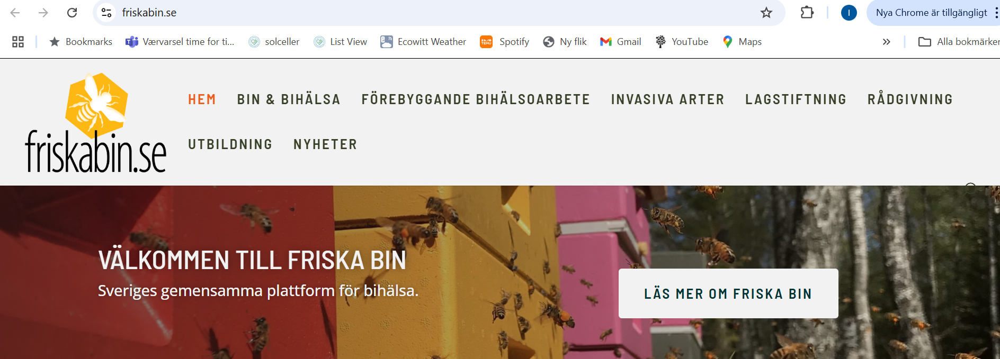 friskabin.se
I
Nya Chrome är tillgängligt
Bookmarks
Værvarsel time for ti...
solceller
List View
Ecowitt Weather
TEMU
Spotify
Ny flik
Gmail
YouTube
Maps
Alla bokmärken
friskabin.se
HEM BIN & BIHÄLSA FÖREBYGGANDE BIHÄLSOARBETE INVASIVA ARTER LAGSTIFTNING RÅDGIVNING
UTBILDNING NYHETER
VÄLKOMMEN TILL FRISKA BIN
Sveriges gemensamma plattform för bihälsa.
LÄS MER OM FRISKA BIN